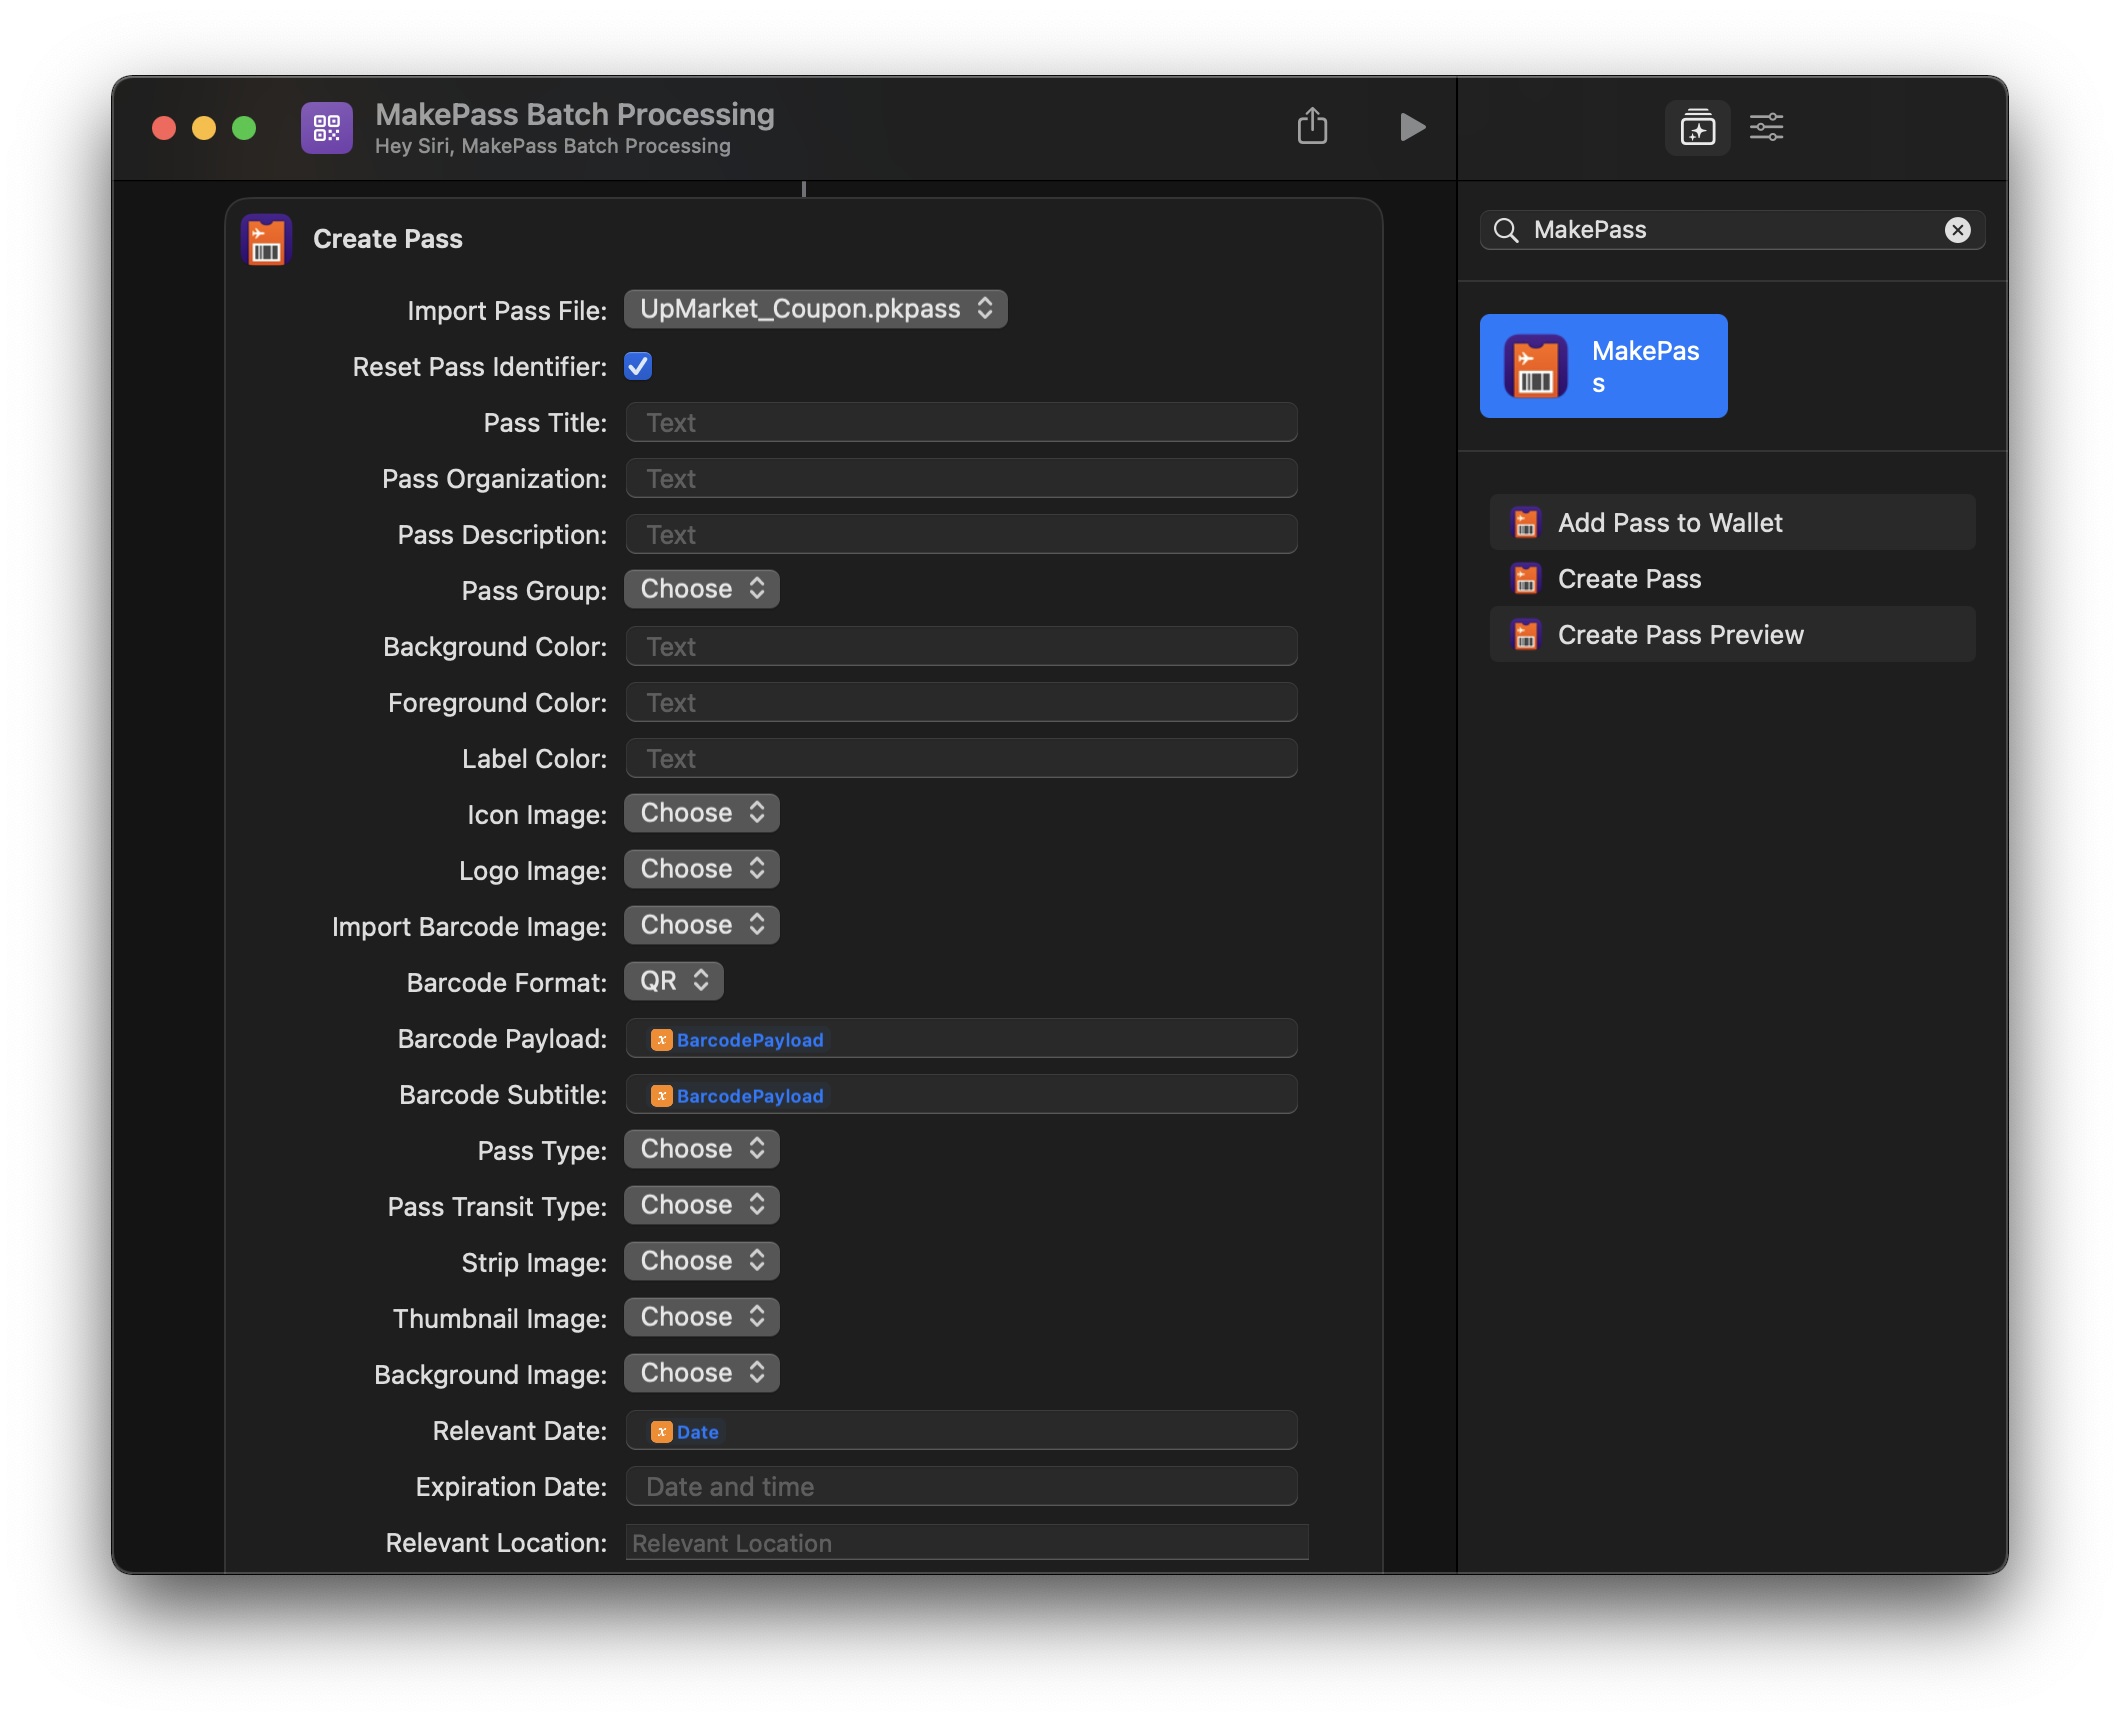 MakePass Batch Processing
Hey Siri, MakePass Batch Processing
Create Pass
Import Pass File: UpMarket_Coupon.pkpass
Reset Pass Identifier:
Pass Title: Text
Pass Organization: Text
Pass Description: Text
Pass Group: Choose
Background Color: Text
Foreground Color: Text
Label Color: Text
Icon Image: Choose
Logo Image: Choose
Import Barcode Image: Choose
Barcode Format: QR
Barcode Payload: x BarcodePayload
Barcode Subtitle: x BarcodePayload
Pass Type: Choose
Pass Transit Type: Choose
Strip Image: Choose
Thumbnail Image: Choose
Background Image: Choose
Relevant Date: x Date
Expiration Date: Date and time
Relevant Location: Relevant Location
MakePass
MakePas
s
Add Pass to Wallet
Create Pass
Create Pass Preview